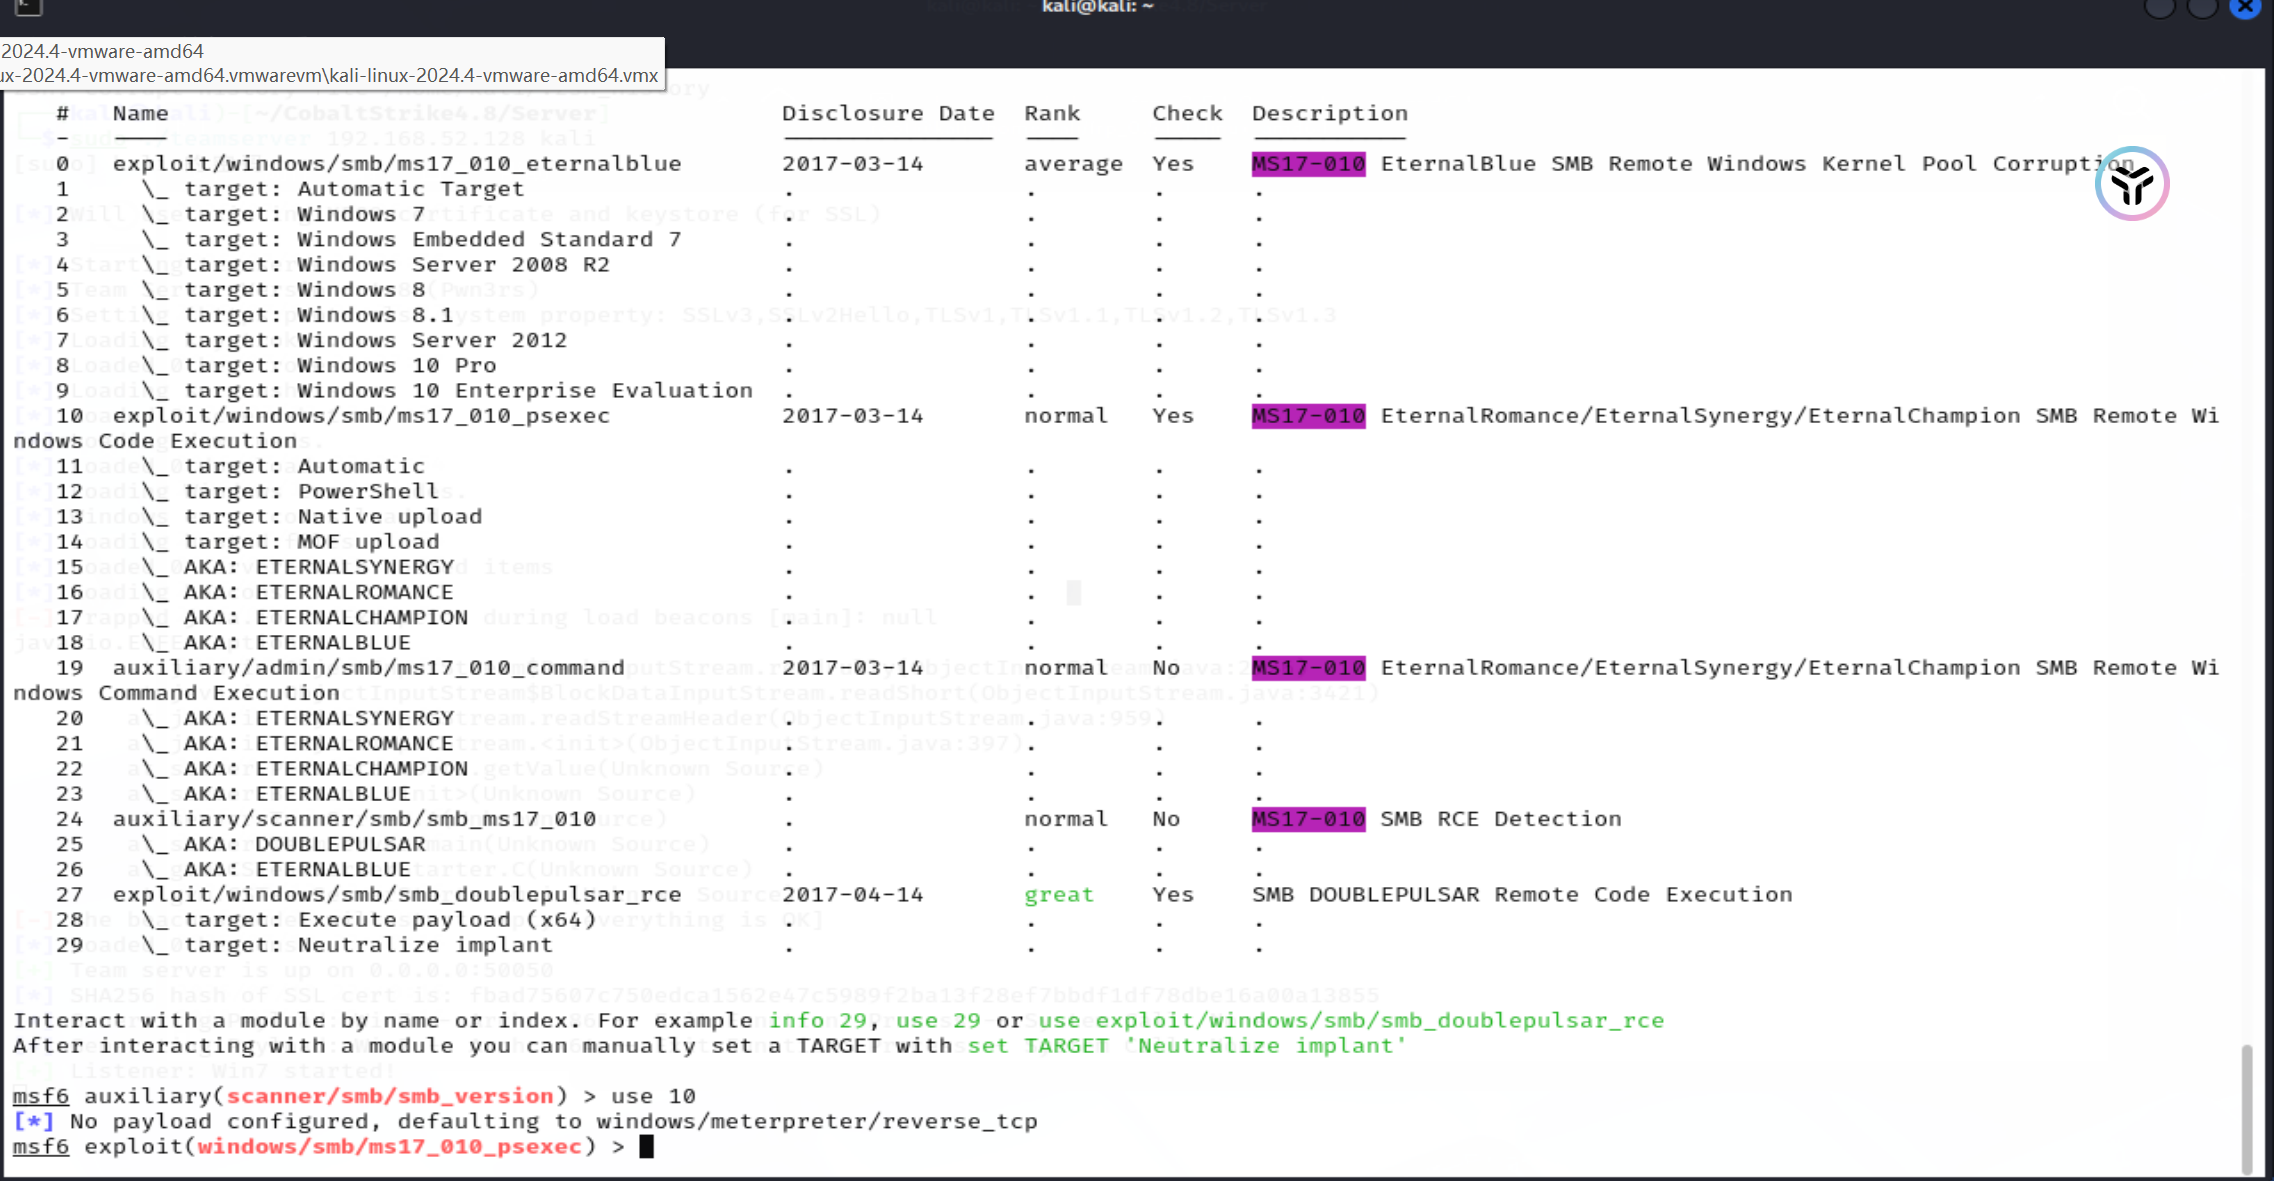 kali@kali: ~
2024.4-vmware-amd64
ux-2024.4-vmware-amd64.vmwarevm\kali-linux-2024.4-vmware-amd64.vmx
# Name Disclosure Date Rank Check Description
- ---- --------------- ---- ----- -----------
0 exploit/windows/smb/ms17_010_eternalblue 2017-03-14 average Yes MS17-010 EternalBlue SMB Remote Windows Kernel Pool Corruption
1 \_ target: Automatic Target . . . .
2 \_ target: Windows 7 . . . .
3 \_ target: Windows Embedded Standard 7 . . . .
4 \_ target: Windows Server 2008 R2 . . . .
5 \_ target: Windows 8 . . . .
6 \_ target: Windows 8.1 . . . .
7 \_ target: Windows Server 2012 . . . .
8 \_ target: Windows 10 Pro . . . .
9 \_ target: Windows 10 Enterprise Evaluation . . . .
10 exploit/windows/smb/ms17_010_psexec 2017-03-14 normal Yes MS17-010 EternalRomance/EternalSynergy/EternalChampion SMB Remote Wi
ndows Code Execution
11 \_ target: Automatic . . . .
12 \_ target: PowerShell . . . .
13 \_ target: Native upload . . . .
14 \_ target: MOF upload . . . .
15 \_ AKA: ETERNALSYNERGY . . . .
16 \_ AKA: ETERNALROMANCE . . . .
17 \_ AKA: ETERNALCHAMPION . . . .
18 \_ AKA: ETERNALBLUE . . . .
19 auxiliary/admin/smb/ms17_010_command 2017-03-14 normal No MS17-010 EternalRomance/EternalSynergy/EternalChampion SMB Remote Wi
ndows Command Execution
20 \_ AKA: ETERNALSYNERGY . . . .
21 \_ AKA: ETERNALROMANCE . . . .
22 \_ AKA: ETERNALCHAMPION . . . .
23 \_ AKA: ETERNALBLUE . . . .
24 auxiliary/scanner/smb/smb_ms17_010 . normal No MS17-010 SMB RCE Detection
25 \_ AKA: DOUBLEPULSAR . . . .
26 \_ AKA: ETERNALBLUE . . . .
27 exploit/windows/smb/smb_doublepulsar_rce 2017-04-14 great Yes SMB DOUBLEPULSAR Remote Code Execution
28 \_ target: Execute payload (x64) . . . .
29 \_ target: Neutralize implant . . . .
Interact with a module by name or index. For example info 29, use 29 or use exploit/windows/smb/smb_doublepulsar_rce
After interacting with a module you can manually set a TARGET with set TARGET 'Neutralize implant'
msf6 auxiliary(scanner/smb/smb_version) > use 10
[*] No payload configured, defaulting to windows/meterpreter/reverse_tcp
msf6 exploit(windows/smb/ms17_010_psexec) >